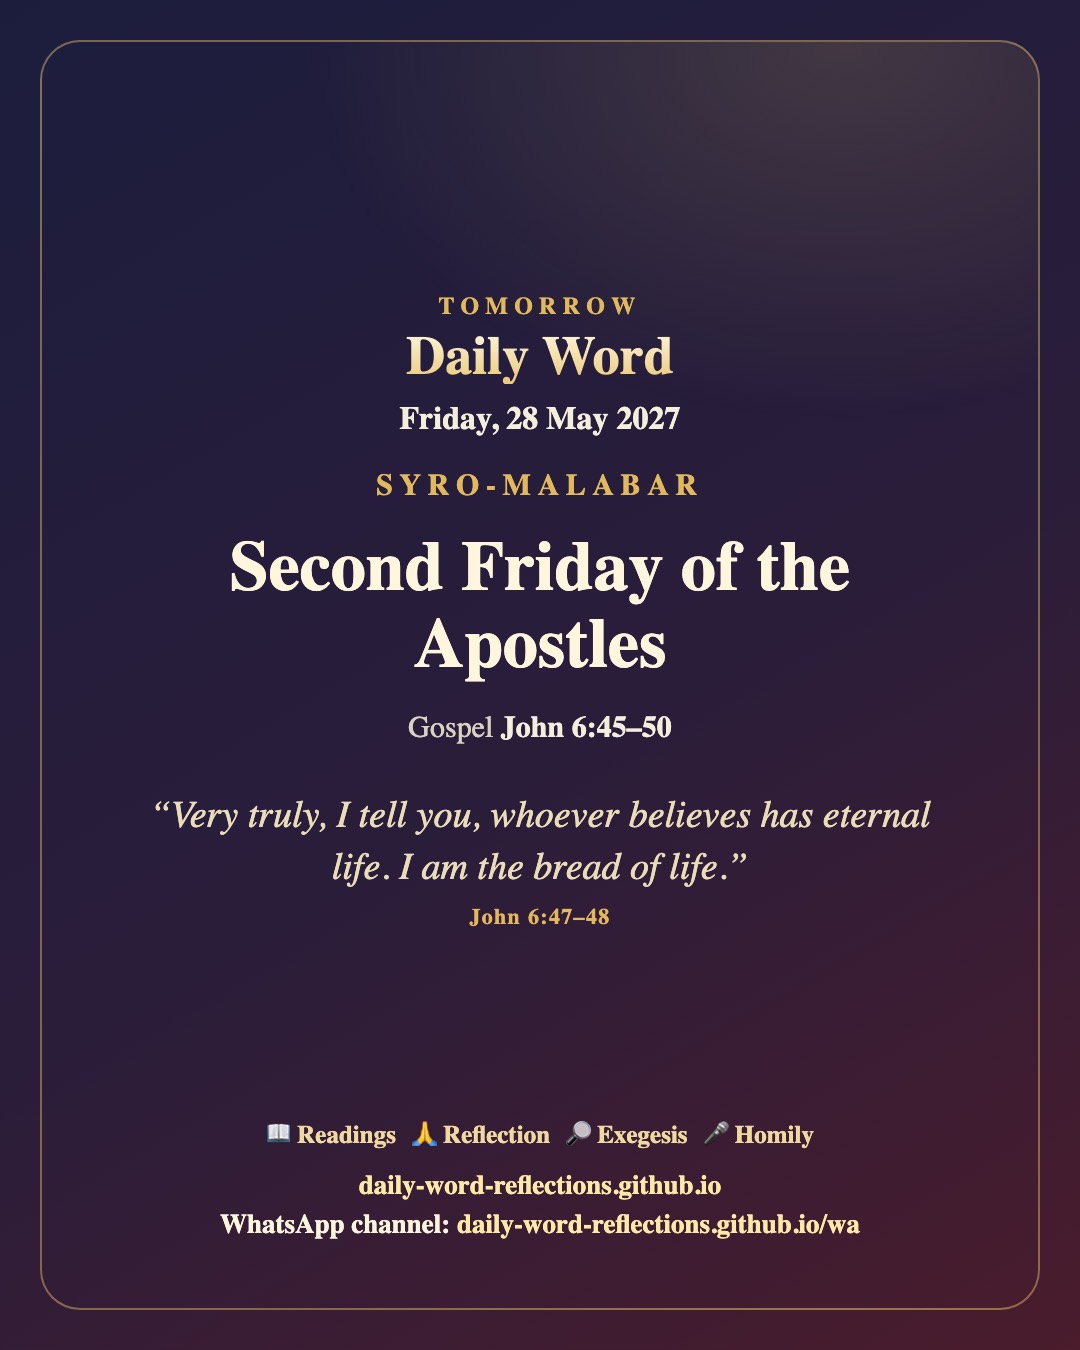 TOMORROW
Daily Word
Friday, 28 May 2027
SYRO-MALABAR
Second Friday of the
Apostles
Gospel John 6:45–50
“Very truly, I tell you, whoever believes has eternal
life. I am the bread of life.”
John 6:47–48
📖 Readings 🙏 Reflection 🔎 Exegesis 🎤 Homily
daily-word-reflections.github.io
WhatsApp channel: daily-word-reflections.github.io/wa